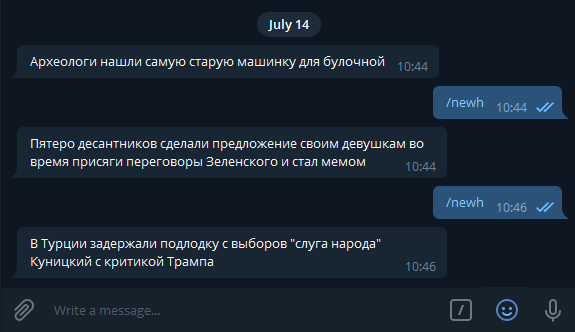 July 14
Археологи нашли самую старую машинку для булочной
10:44
/newh
10:44
Пятеро десантников сделали предложение своим девушкам во
время присяги переговоры Зеленского и стал мемом
10:44
/newh
10:46
В Турции задержали подлодку с выборов "слуга народа"
Куницкий с критикой Трампа
10:46
Write a message...